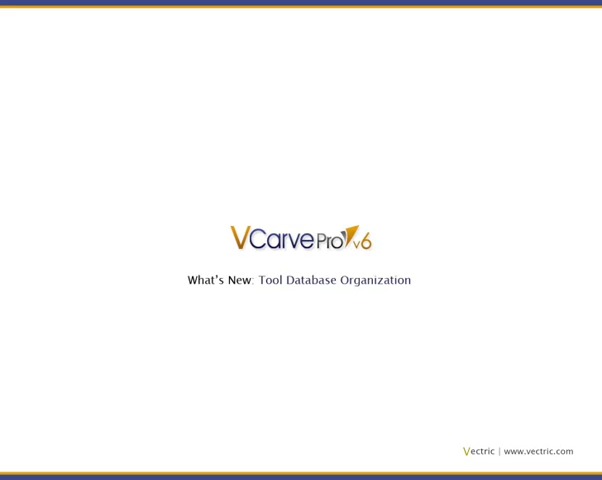 VCarve Pro v6
What's New: Tool Database Organization
Vectric | www.vectric.com